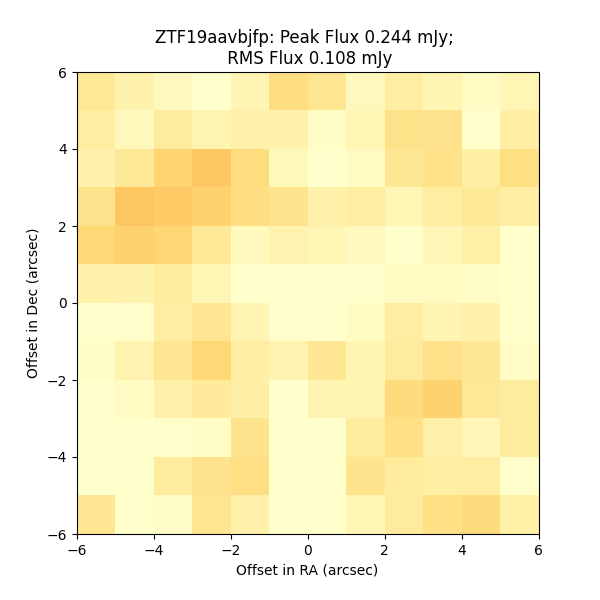 ZTF19aavbjfp: Peak Flux 0.244 mJy;
RMS Flux 0.108 mJy
6
4
2
0
−2
−4
−6
Offset in Dec (arcsec)
−6 −4 −2 0 2 4 6
Offset in RA (arcsec)